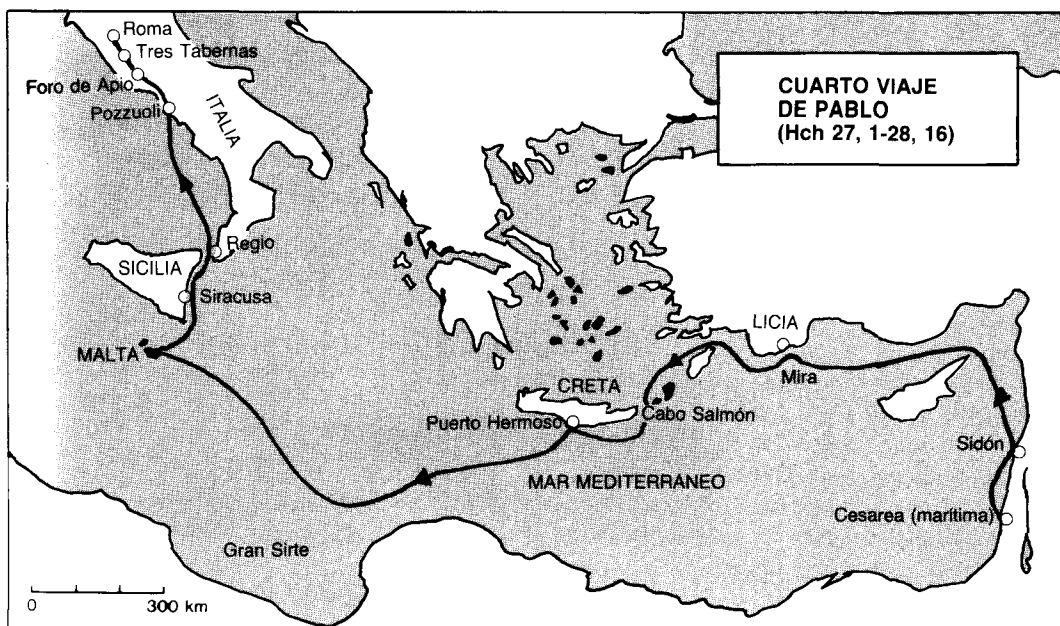 CUARTO VIAJE
DE PABLO
(Hch 27, 1-28, 16)
Roma
Tres Tabernas
Foro de Apio
Pozzuoli
ITALIA
Regio
SICILIA
Siracusa
MALTA
LICIA
Mira
CRETA
Cabo Salmón
Puerto Hermoso
MAR MEDITERRANEO
Sidón
Cesarea (marítima)
Gran Sirte
0 300 km